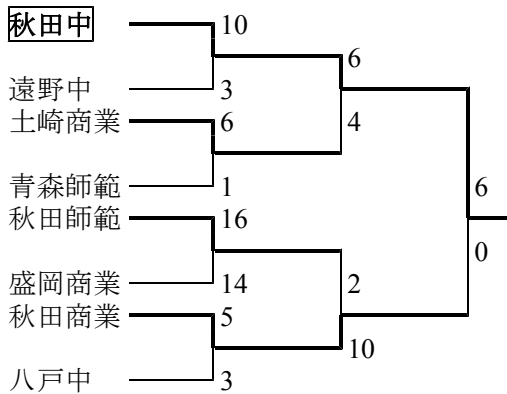 秋田中 10
6
遠野中 3
土崎商業 6
4
青森師範 1
6
秋田師範 16
0
盛岡商業 14
2
秋田商業 5
10
八戸中 3